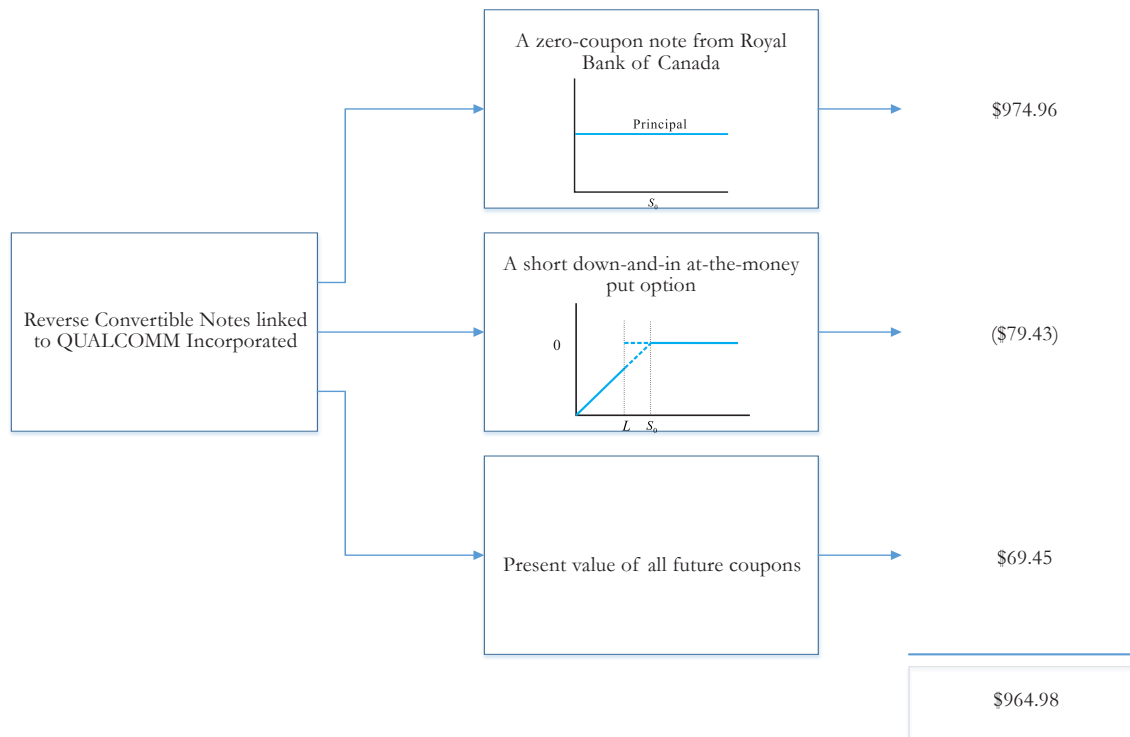 A zero-coupon note from Royal
Bank of Canada
Principal
S₀
$974.96
Reverse Convertible Notes linked
to QUALCOMM Incorporated
A short down-and-in at-the-money
put option
0
L
S₀
($79.43)
Present value of all future coupons
$69.45
$964.98